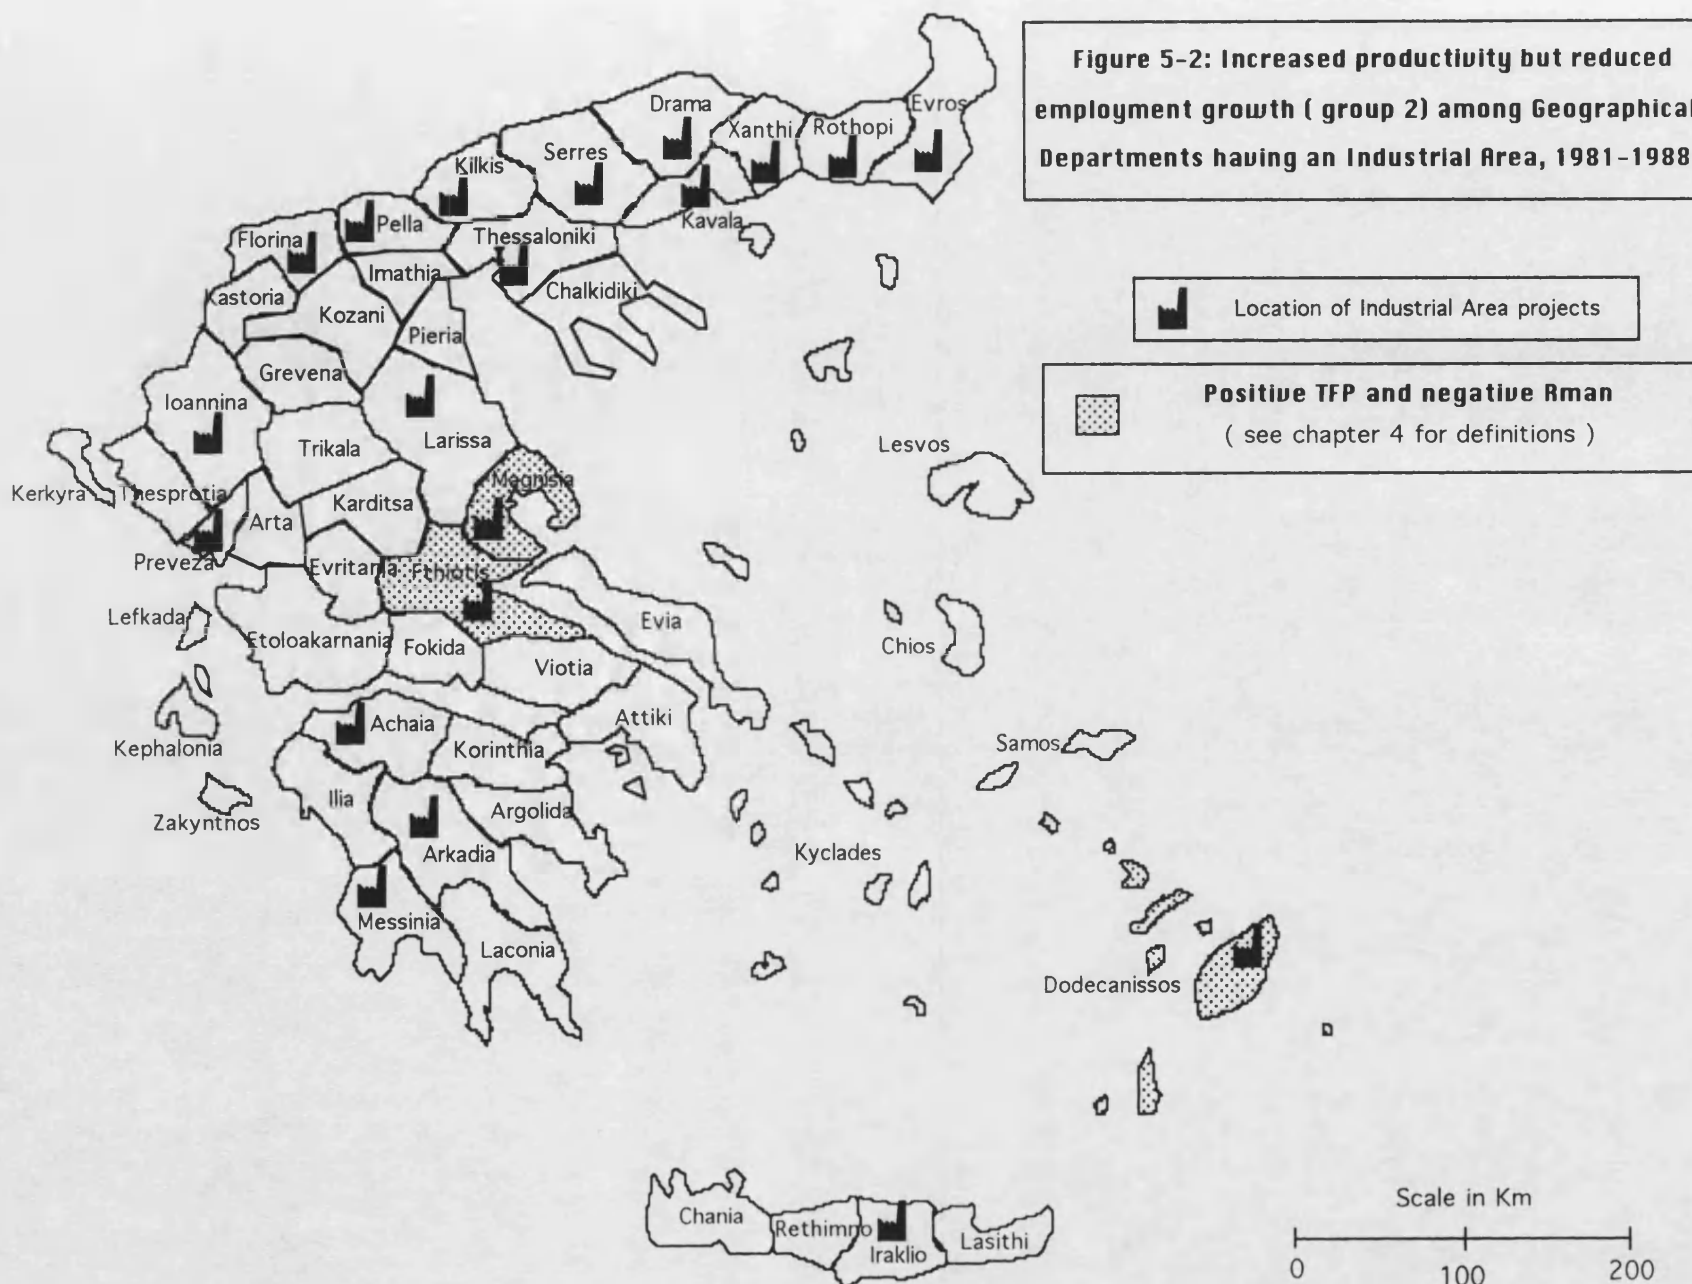 Figure 5-2: Increased productivity but reduced
employment growth ( group 2) among Geographical
Departments having an Industrial Area, 1981-1988
Location of Industrial Area projects
Positive TFP and negative Rman
( see chapter 4 for definitions )
Evros
Drama
Xanthi
Rothopi
Serres
Kilkis
Kavala
Pella
Thessaloniki
Florina
Imathia
Chalkidiki
Kastoria
Kozani
Pieria
Grevena
Ioannina
Larissa
Trikala
Lesvos
Magnisia
Kerkyra
Thesprotia
Karditsa
Arta
Preveza
Evritania
Fthiotis
Lefkada
Evia
Etoloakarnania
Fokida
Chios
Viotia
Achaia
Attiki
Kephalonia
Korinthia
Samos
Ilia
Argolida
Zakyntnos
Arkadia
Kyclades
Messinia
Laconia
Dodecanissos
Chania
Rethimno
Iraklio
Lasithi
Scale in Km
0 100 200